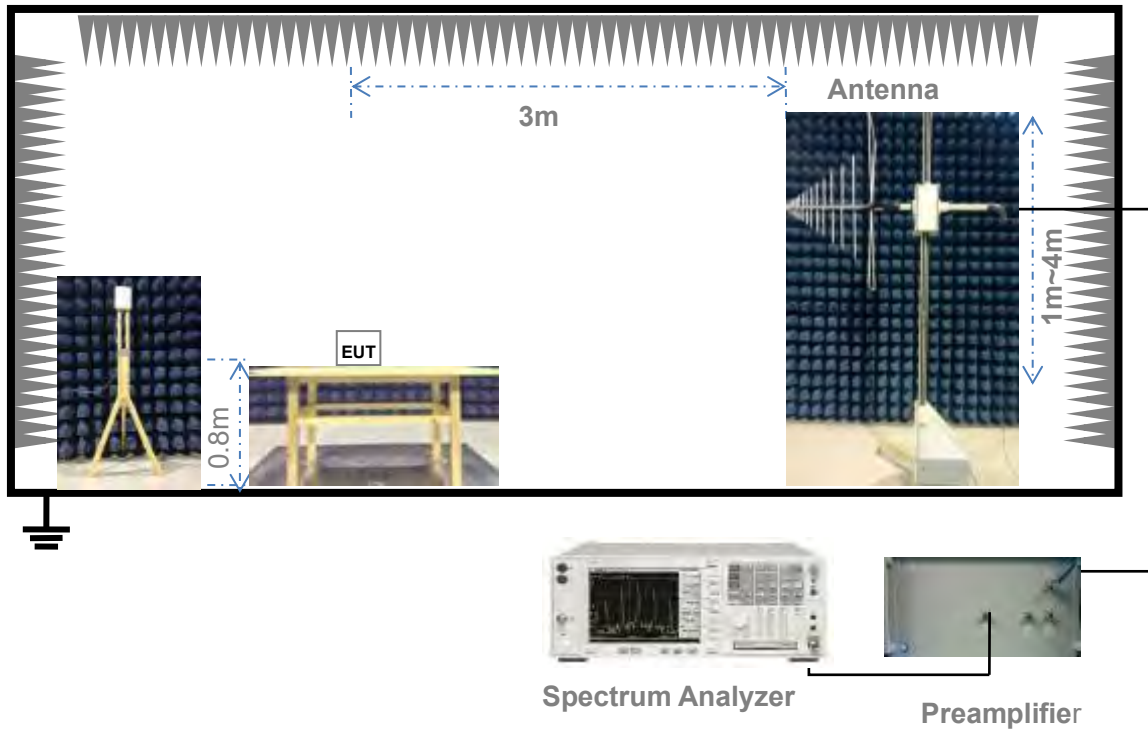 Antenna
3m
1m~4m
EUT
0.8m
Spectrum Analyzer
Preamplifier